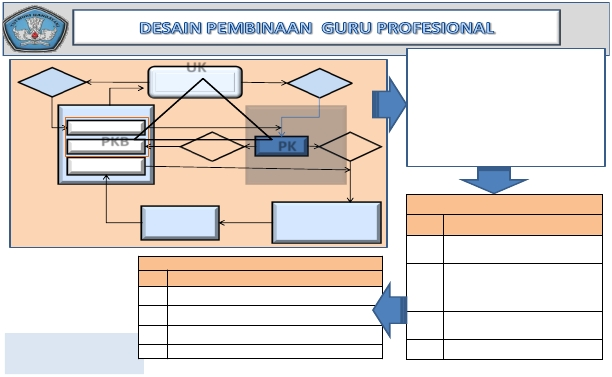 DESAIN PEMBINAAN GURU PROFESIONAL
UK
PKB
PK